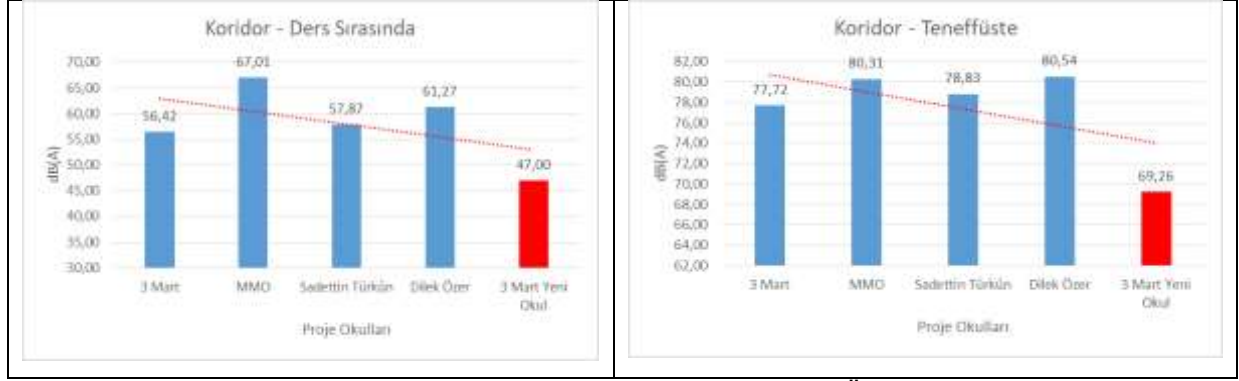 Koridor - Ders Sırasında
70,00
65,00
60,00
55,00
50,00
45,00
40,00
35,00
30,00
dB(A)
56,42
67,01
57,87
61,27
47,00
3 Mart
MMO
Sadettin Türkün
Dilek Özer
3 Mart Yeni
Okul
Proje Okulları
Koridor - Teneffüste
82,00
80,00
78,00
76,00
74,00
72,00
70,00
68,00
66,00
64,00
62,00
dB(A)
77,72
80,31
78,83
80,54
69,26
3 Mart
MMO
Sadettin Türkün
Dilek Özer
3 Mart Yeni
Okul
Proje Okulları